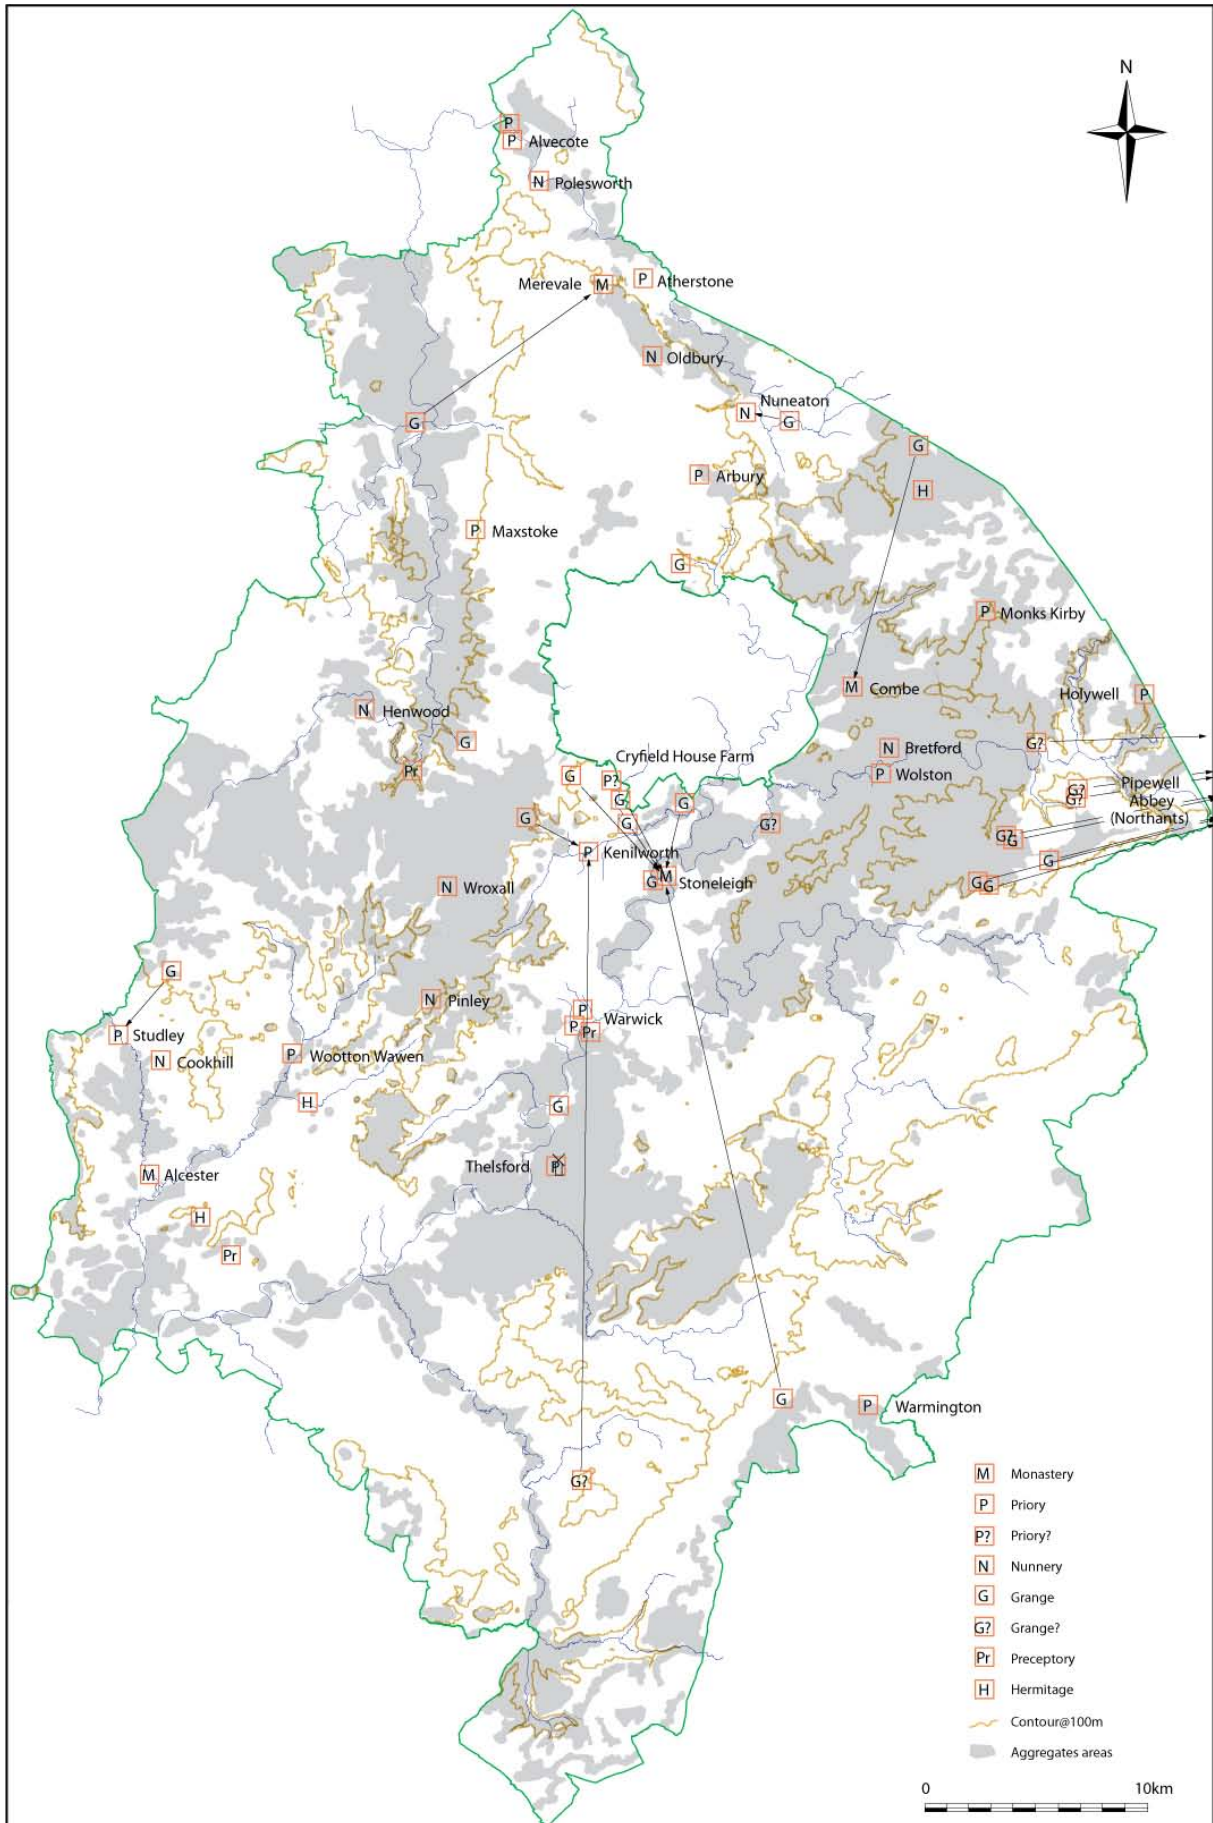 N
P
P Alvecote
N Polesworth
Merevale M
P Atherstone
N Oldbury
Nuneaton
N G
G
G
P Arbury
H
P Maxstoke
G
P Monks Kirby
M Combe
Holywell P
N Henwood
G
G?
N Bretford
Cryfield House Farm
Pr
G P?
P Wolston
G
G
G?
G?
Pipewell
Abbey
(Northants)
G
G
G?
G?
G
P Kenilworth
G
M
G Stoneleigh
G
G
N Wroxall
G
N Pinley
P
P Warwick
Pr
P Studley
N Cookhill
P Wootton Wawen
H
G
Thelsford Pr
M Alcester
H
Pr
G
P Warmington
G?
M Monastery
P Priory
P? Priory?
N Nunnery
G Grange
G? Grange?
Pr Preceptory
H Hermitage
Contour@100m
Aggregates areas
0 10km